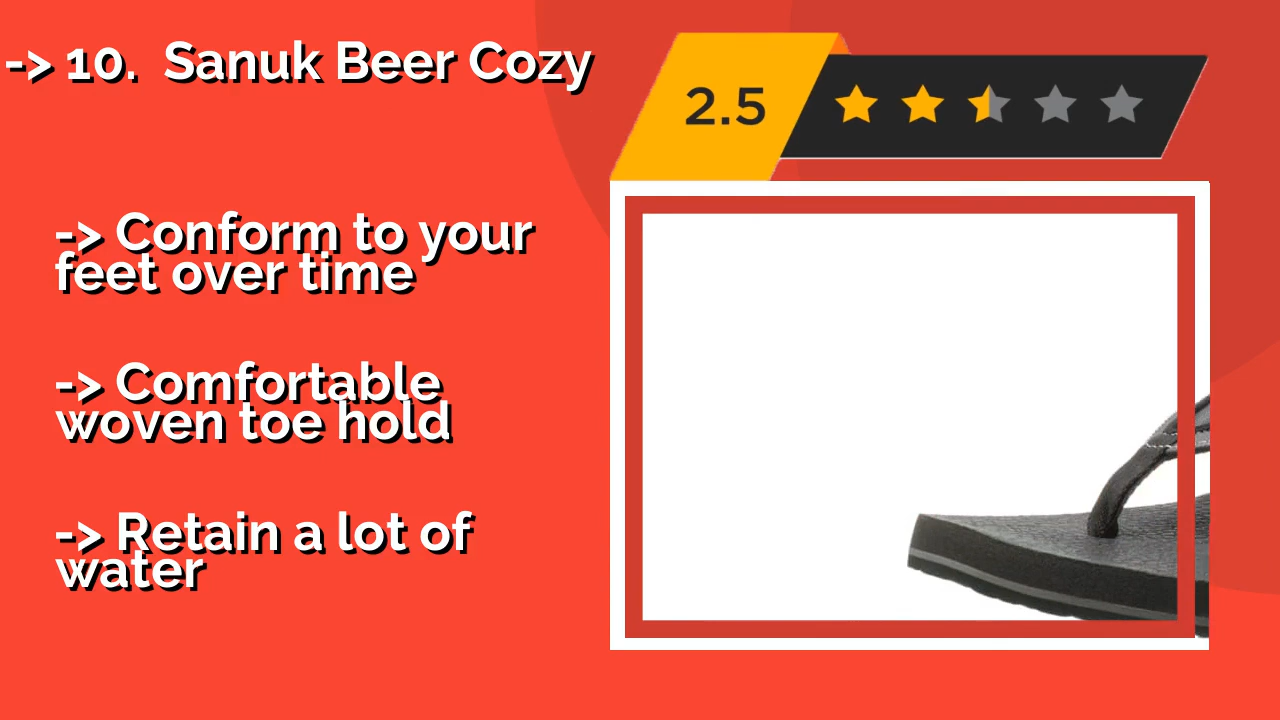 -> 10.  Sanuk Beer Cozy
2.5
-> Conform to your
feet over time
-> Comfortable
woven toe hold
-> Retain a lot of
water